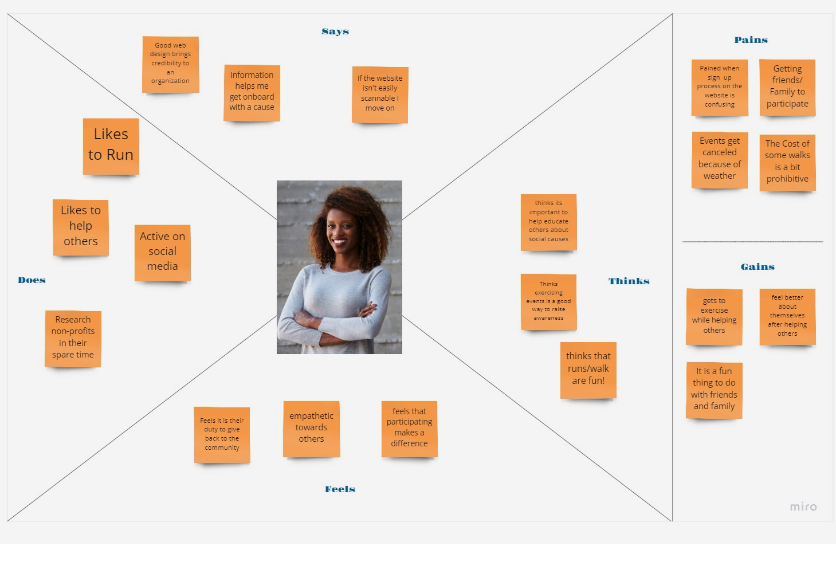 Says
Good web
design brings
credibility to
an
organization
Information
helps me
get onboard
with a cause
If the website
isn't easily
scannable I
move on
Likes
to Run
Likes to
help
others
Active on
social
media
Does
Research
non-profits
in their
spare time
thinks its
important to
help educate
others about
social causes
Thinks
exercising
events is a good
way to raise
awareness
Thinks
thinks that
runs/walk
are fun!
Feels it is their
duty to give
back to the
community
empathetic
towards
others
feels that
participating
makes a
difference
Feels
Pains
Pained when
sign up
process on the
website is
confusing
Getting
friends/
Family to
participate
Events get
canceled
because of
weather
The Cost of
some walks
is a bit
prohibitive
Gains
gets to
exercise
while helping
others
feel better
about
themselves
after helping
others
It is a fun
thing to do
with friends
and family
miro